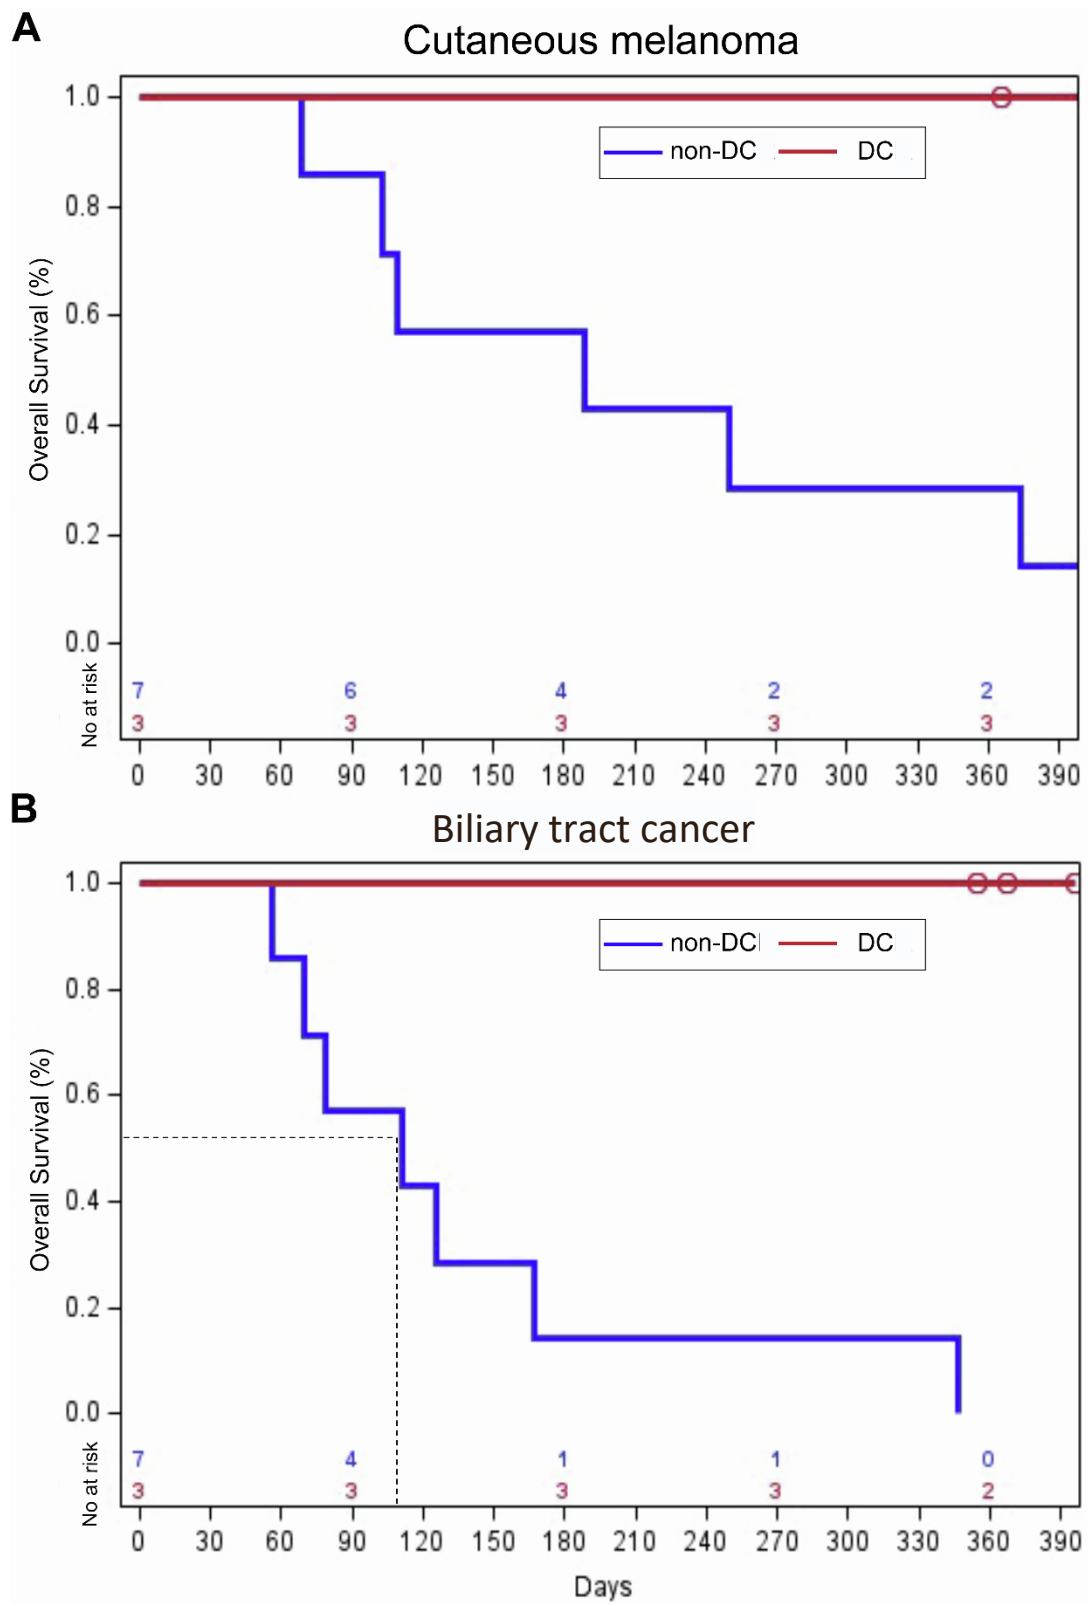 A
Cutaneous melanoma
Overall Survival (%)
1.0
0.8
0.6
0.4
0.2
0.0
non-DC DC
No at risk
7 6 4 2 2
3 3 3 3 3
0 30 60 90 120 150 180 210 240 270 300 330 360 390
B
Biliary tract cancer
Overall Survival (%)
1.0
0.8
0.6
0.4
0.2
0.0
non-DC DC
No at risk
7 4 1 1 0
3 3 3 3 2
0 30 60 90 120 150 180 210 240 270 300 330 360 390
Days